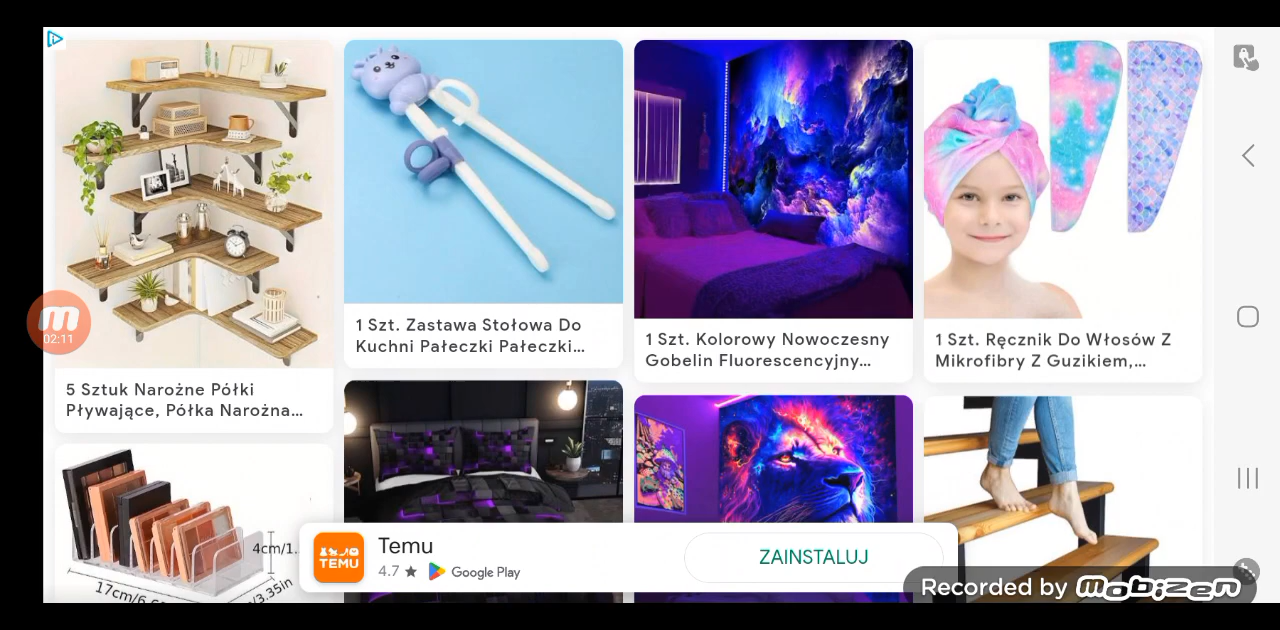 5 Sztuk Narożne Półki
Pływające, Półka Narożna...
1 Szt. Zastawa Stołowa Do
Kuchni Pałeczki Pałeczki...
1 Szt. Kolorowy Nowoczesny
Gobelin Fluorescencyjny...
1 Szt. Ręcznik Do Włosów Z
Mikrofibry Z Guzikiem,...
02:11
4cm/1.
17cm/6.
3.35in
TEMU
Temu
4.7 ★ Google Play
ZAINSTALUJ
Recorded by mobizen